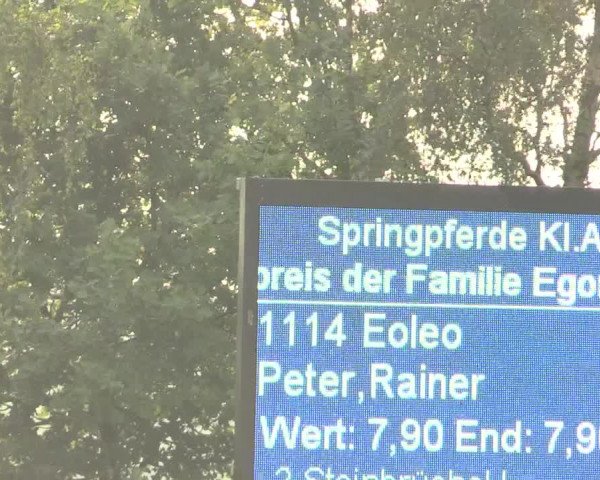 Springpferde Kl.A
preis der Familie Ego
1114 Eoleo
Peter,Rainer
Wert: 7,90 End: 7,9